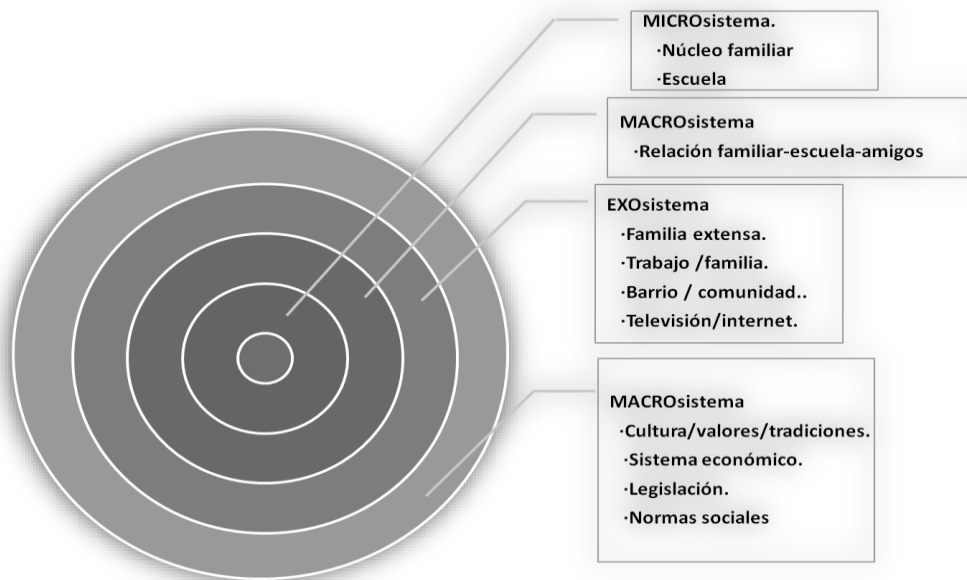 MICROsistema.
·Núcleo familiar
·Escuela
MACROsistema
·Relación familiar-escuela-amigos
EXOsistema
·Familia extensa.
·Trabajo /familia.
·Barrio / comunidad..
·Televisión/internet.
MACROsistema
·Cultura/valores/tradiciones.
·Sistema económico.
·Legislación.
·Normas sociales